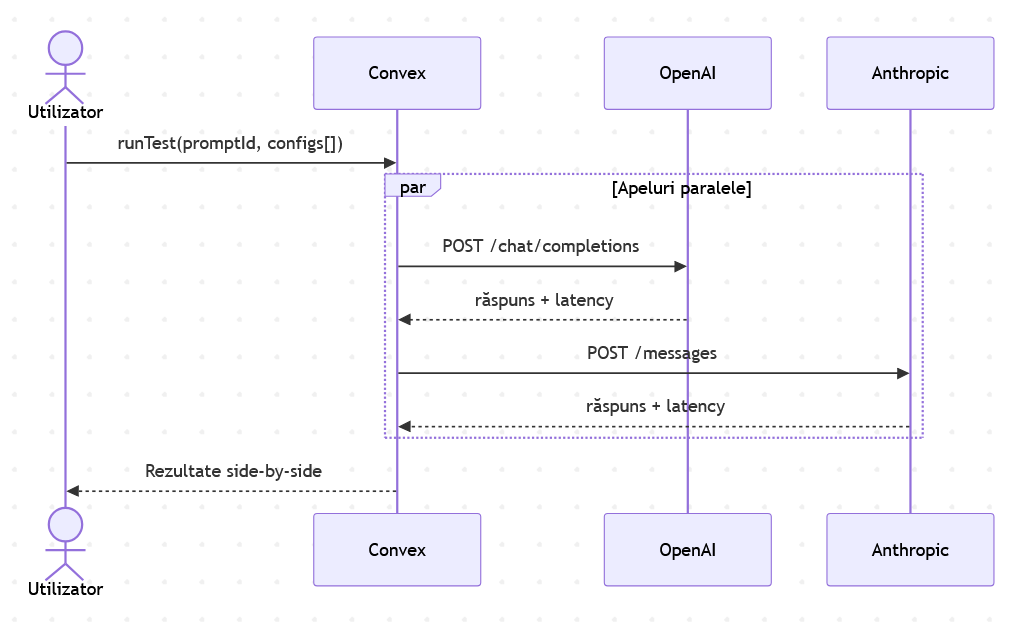 Utilizator
Convex
OpenAI
Anthropic
runTest(promptId, configs[])
par
[Apeluri paralele]
POST /chat/completions
răspuns + latency
POST /messages
răspuns + latency
Rezultate side-by-side
Utilizator
Convex
OpenAI
Anthropic